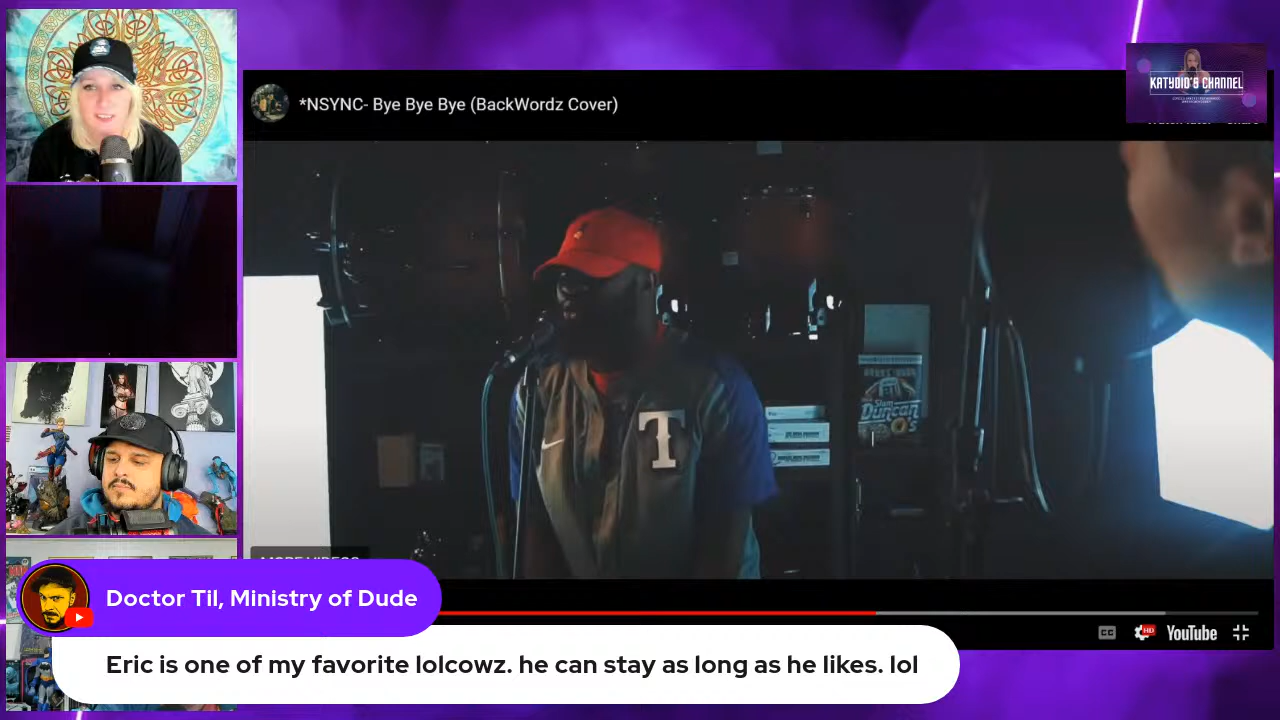 *NSYNC- Bye Bye Bye (BackWordz Cover)
KATYDID'S CHANNEL
T
Slam
Duncan
O's
Doctor Til, Ministry of Dude
Eric is one of my favorite lolcowz. he can stay as long as he likes. lol
CC
HD
YouTube